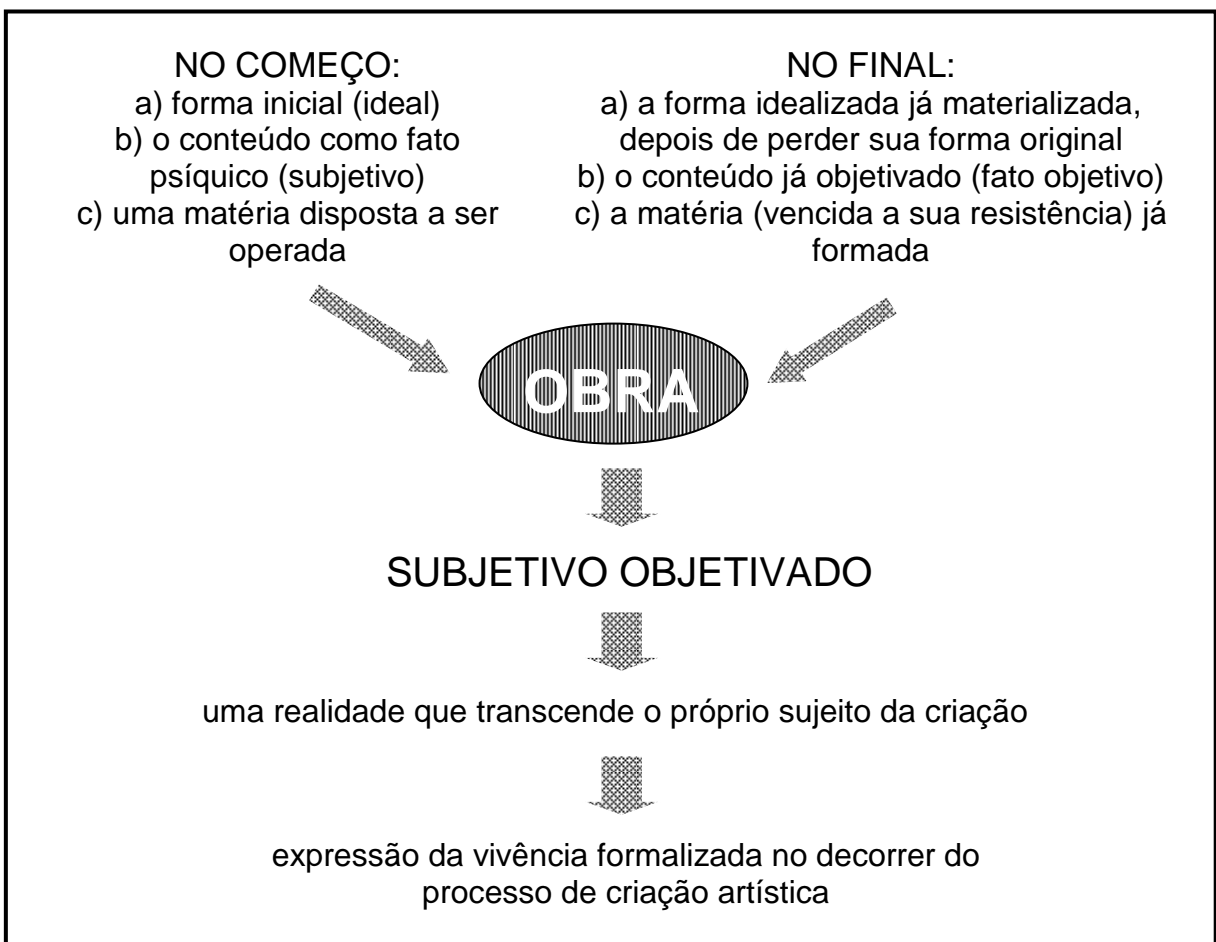 NO COMEÇO:
a) forma inicial (ideal)
b) o conteúdo como fato
psíquico (subjetivo)
c) uma matéria disposta a ser
operada
NO FINAL:
a) a forma idealizada já materializada,
depois de perder sua forma original
b) o conteúdo já objetivado (fato objetivo)
c) a matéria (vencida a sua resistência) já
formada
OBRA
SUBJETIVO OBJETIVADO
uma realidade que transcende o próprio sujeito da criação
expressão da vivência formalizada no decorrer do
processo de criação artística